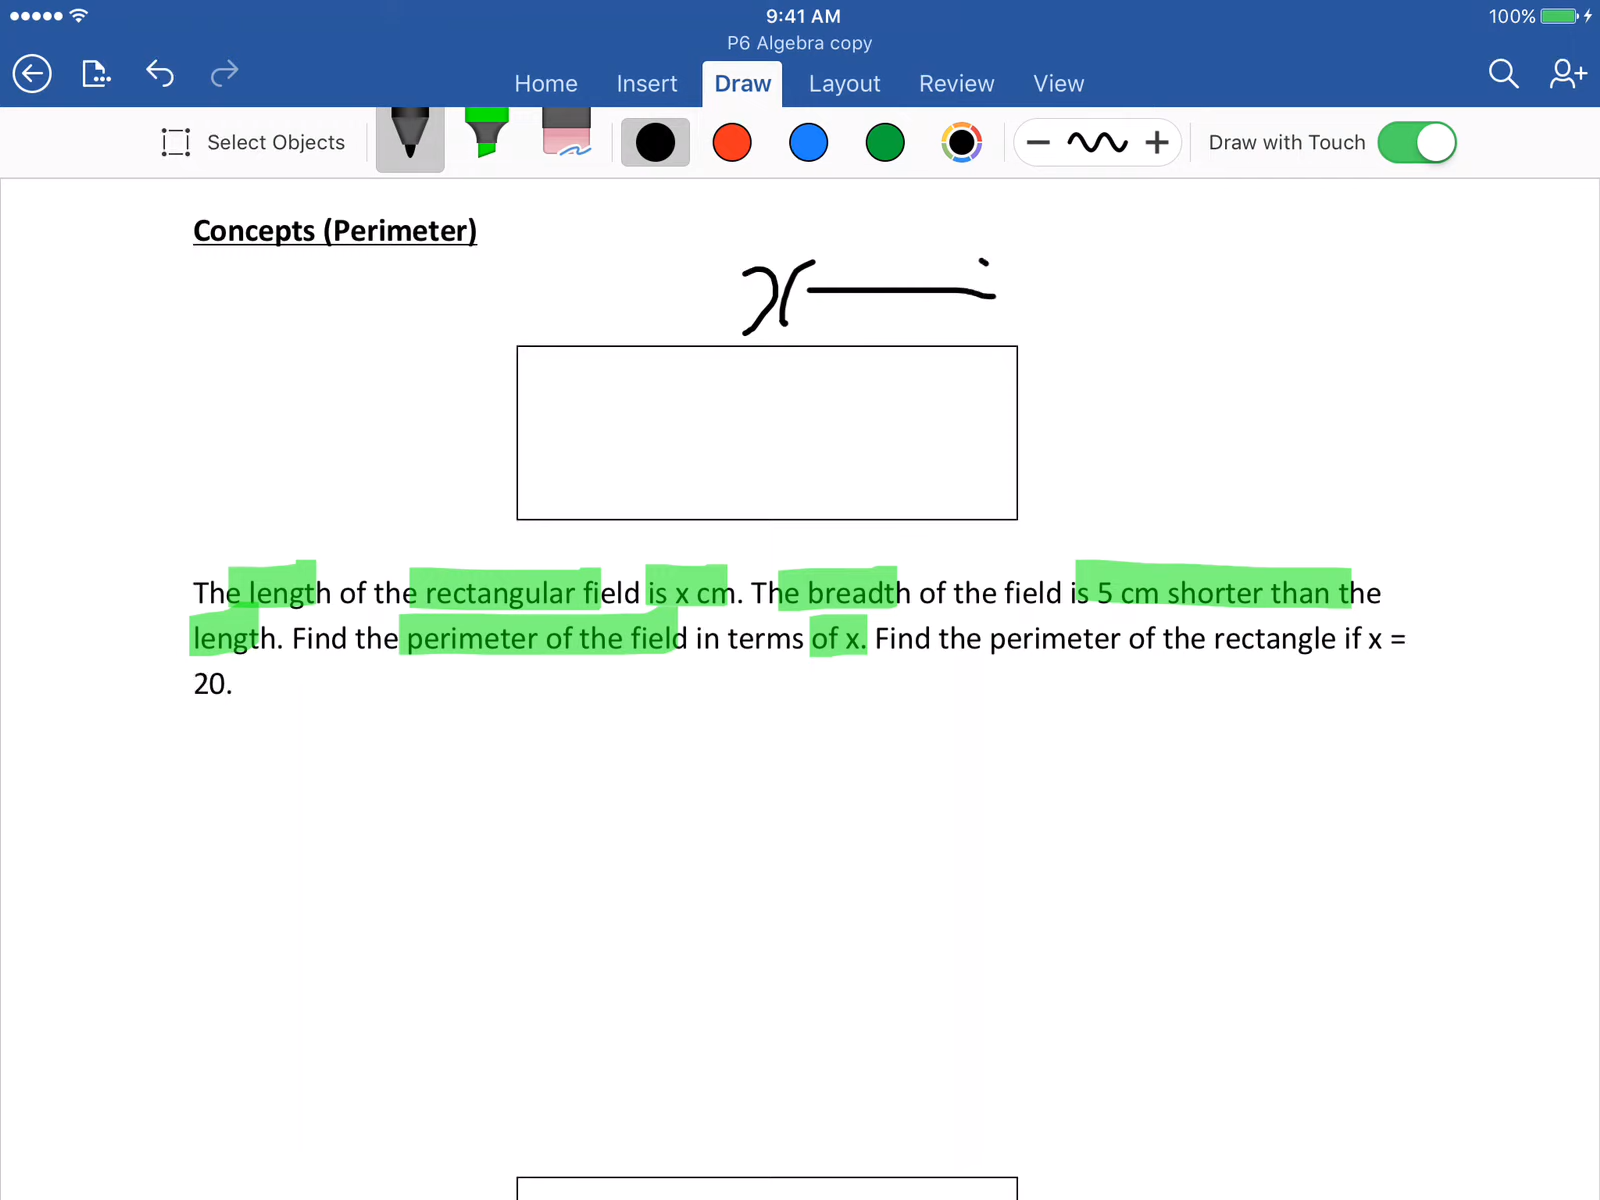 9:41 AM
100%
P6 Algebra copy
Home Insert Draw Layout Review View
Select Objects
Draw with Touch
Concepts (Perimeter)
x
The length of the rectangular field is x cm. The breadth of the field is 5 cm shorter than the
length. Find the perimeter of the field in terms of x. Find the perimeter of the rectangle if x =
20.